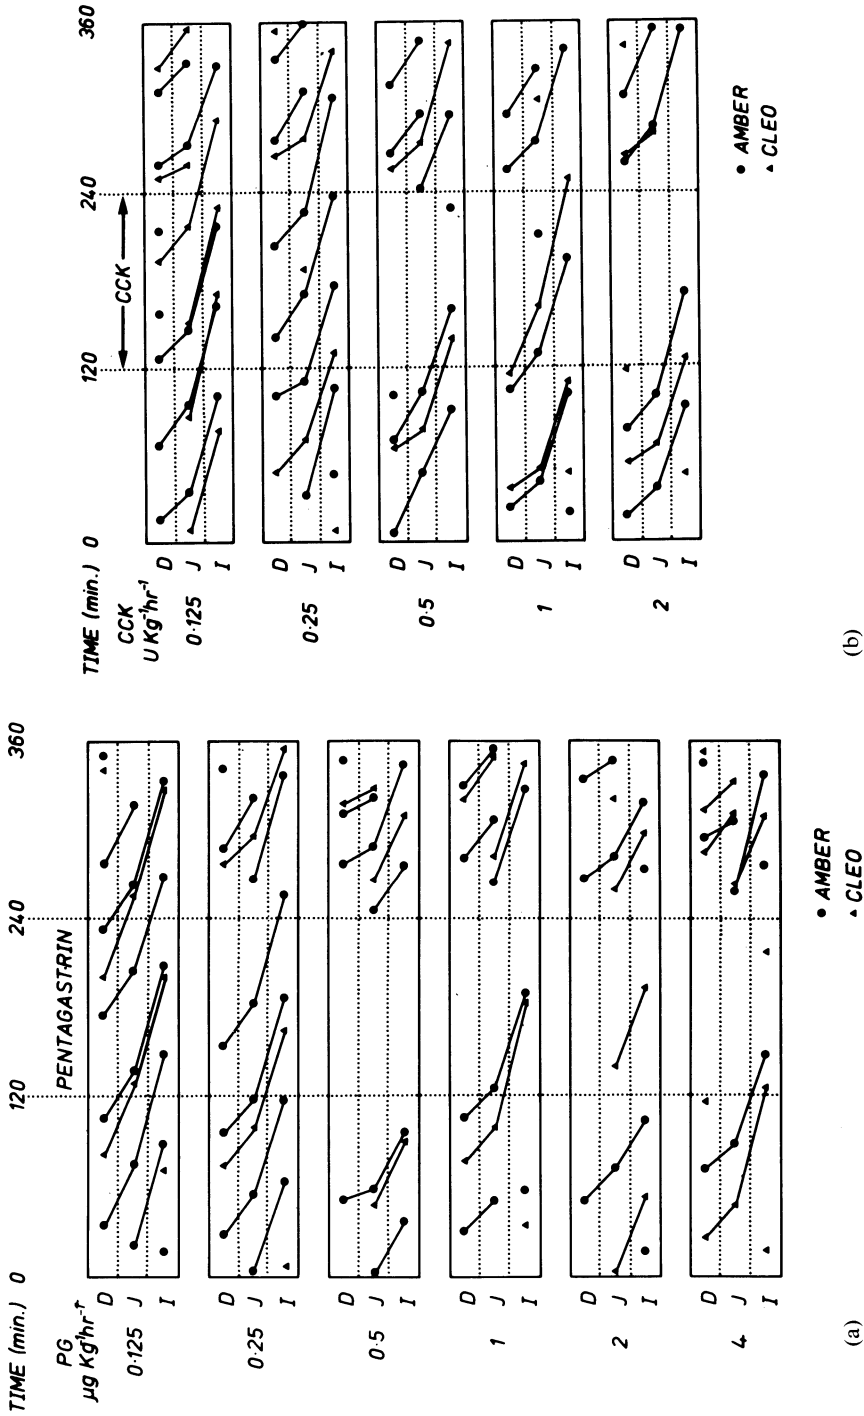 TIME (min.) 0 120 240 360
PG
µg Kg⁻¹hr⁻¹
PENTAGASTRIN
0·125
D
J
I
0·25
D
J
I
0·5
D
J
I
1
D
J
I
2
D
J
I
4
D
J
I
● AMBER
▲ CLEO
(a)
TIME (min.) 0 120 240 360
CCK
U Kg⁻¹hr⁻¹
CCK
0·125
D
J
I
0·25
D
J
I
0·5
D
J
I
1
D
J
I
2
D
J
I
● AMBER
▲ CLEO
(b)